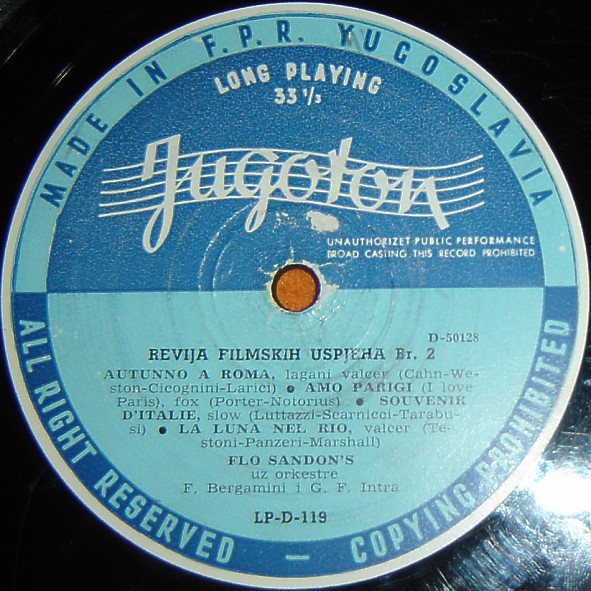 MADE IN F.P.R. YUGOSLAVIA
LONG PLAYING
33 1/3
Jugoton
UNAUTHORIZET PUBLIC PERFORMANCE
BROAD CASTING THIS RECORD PROHIBITED
D-50128
REVIJA FILMSKIH USPJEHA Br. 2
AUTUNNO A ROMA, lagani valcer (Cahn-We-
ston-Cicognini-Larici) ● AMO PARIGI (I love
Paris), fox (Porter-Notorius) ● SOUVENIR
D'ITALIE, slow (Luttazzi-Scarnicci-Tarabu-
si) ● LA LUNA NEL RIO, valcer (Te-
stoni-Panzeri-Marshall)
FLO SANDON'S
uz orkestre
F. Bergamini i G. F. Intra
LP-D-119
ALL RIGHT RESERVED — COPYING PROHIBITED